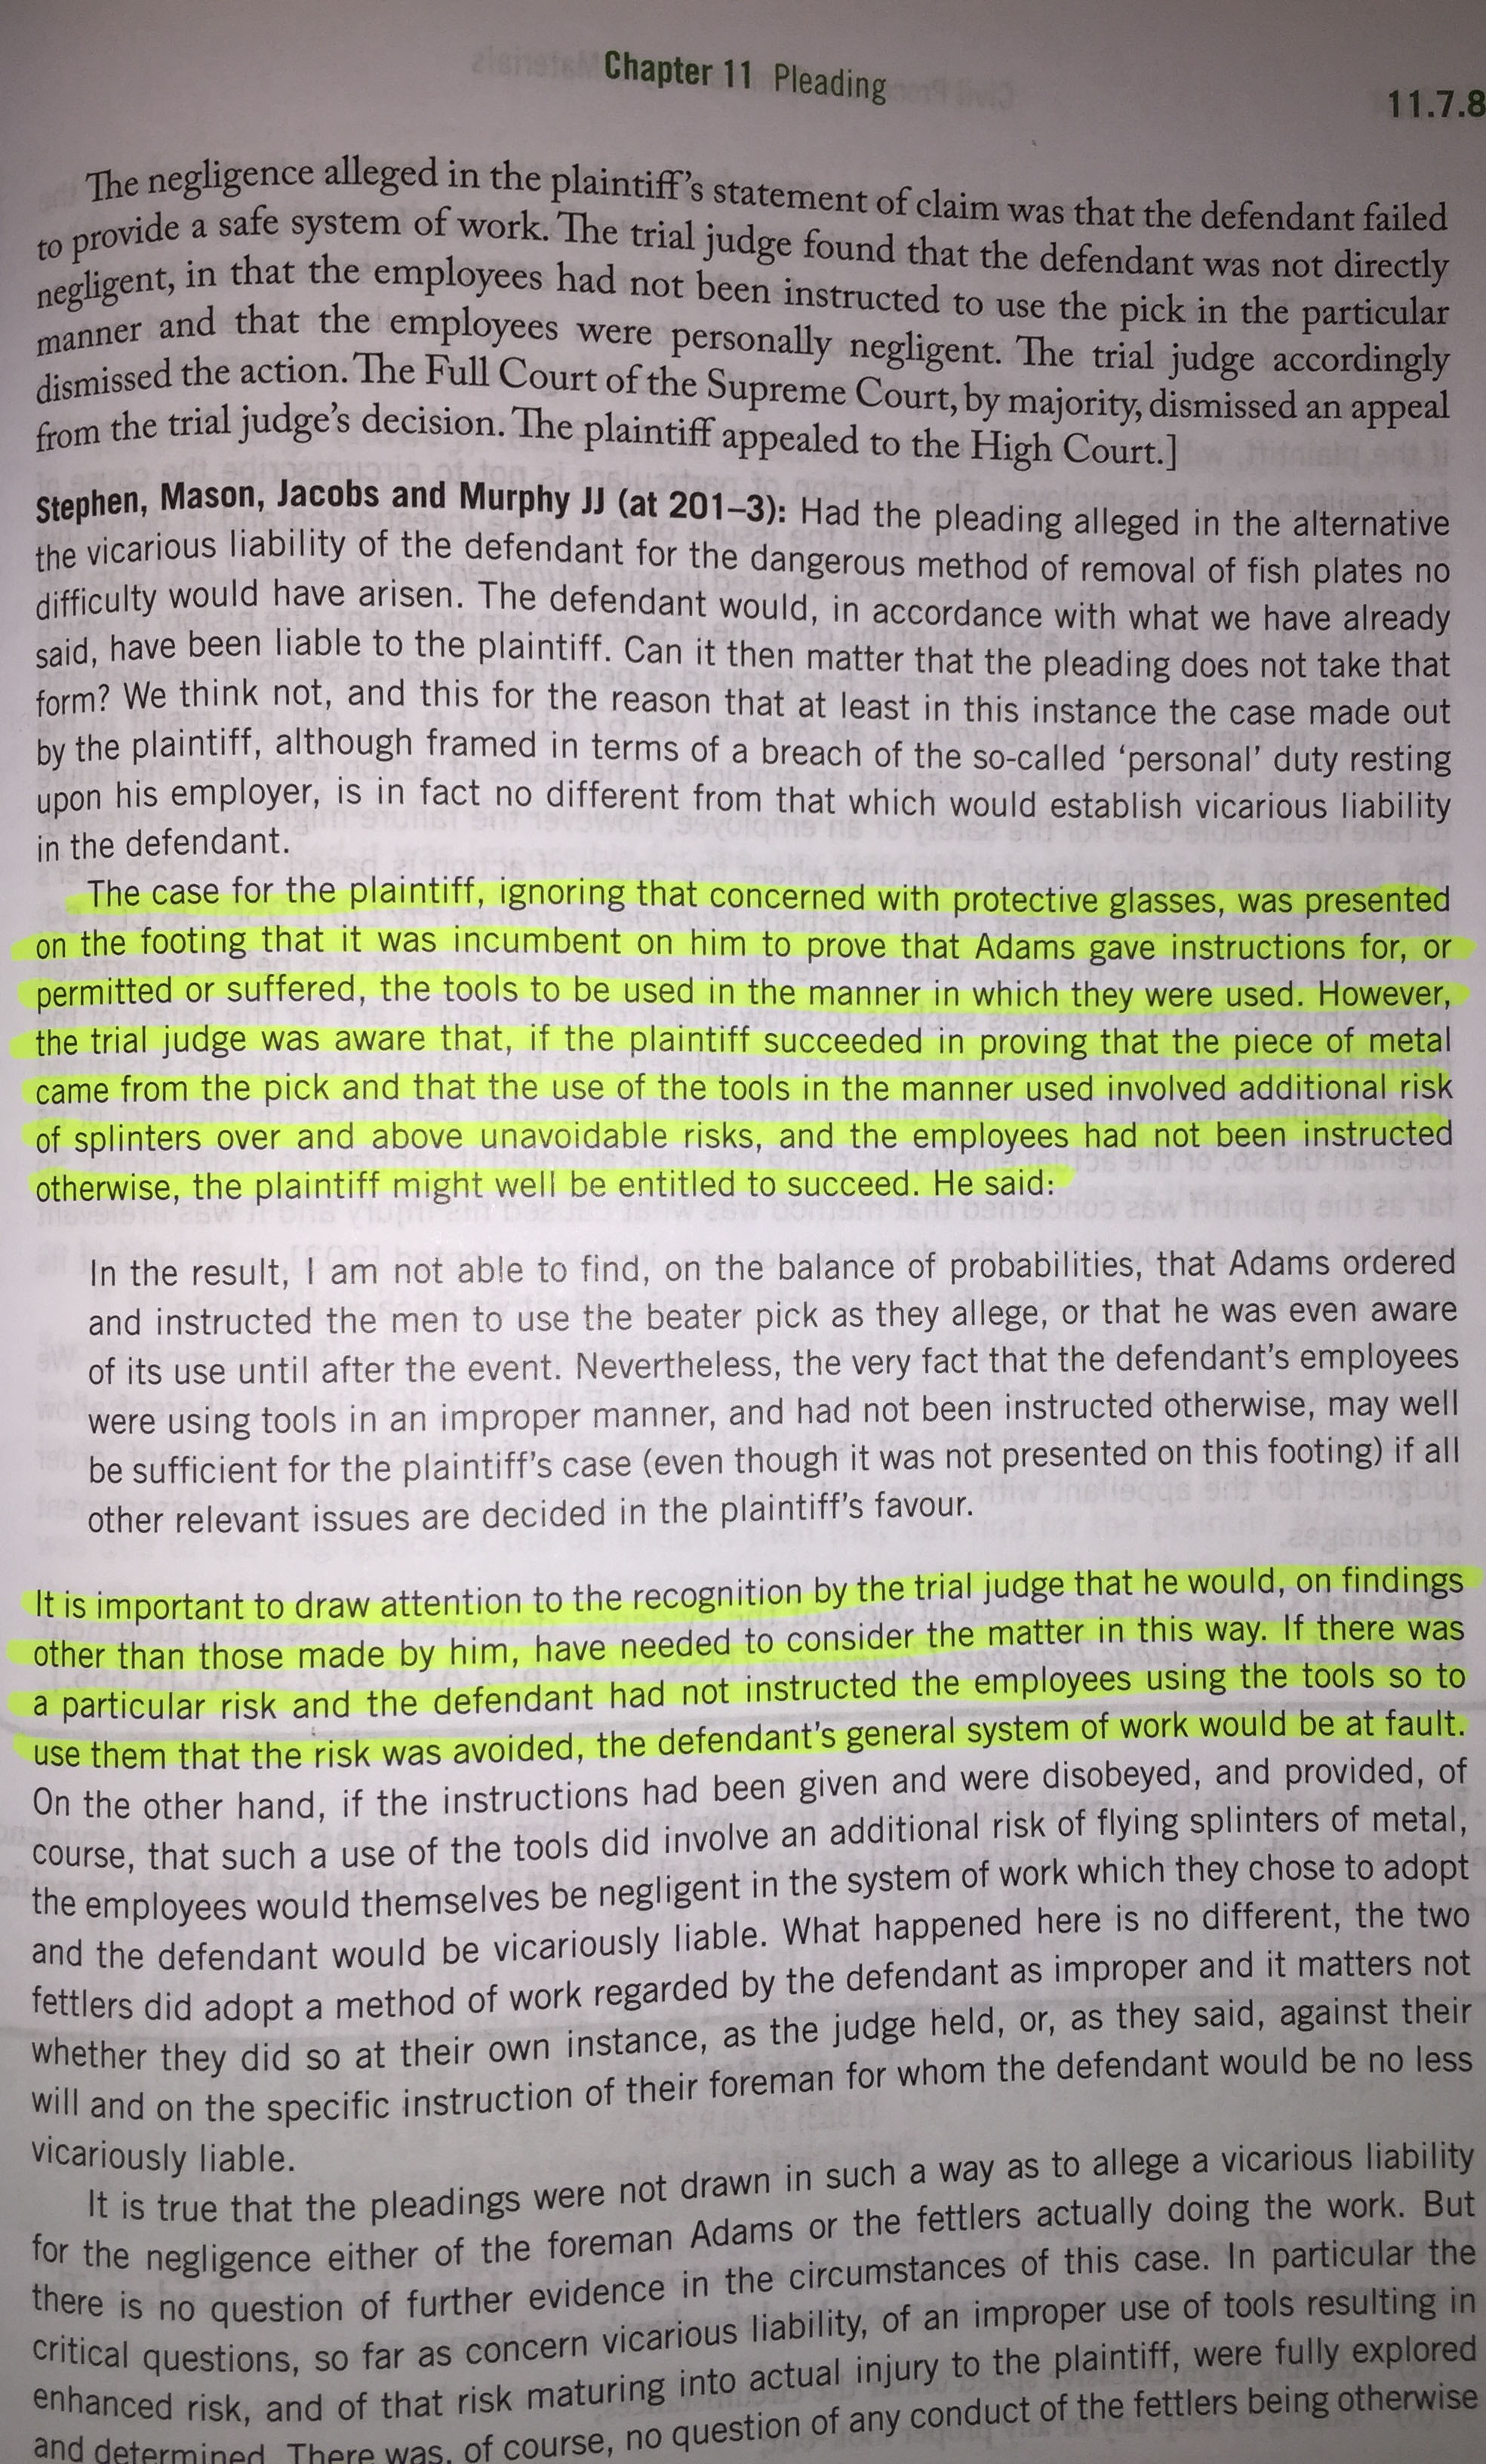 Chapter 11 Pleading
11.7.8
The negligence alleged in the plaintiff's statement of claim was that the defendant failed
to provide a safe system of work. The trial judge found that the defendant was not directly
negligent, in that the employees had not been instructed to use the pick in the particular
manner and that the employees were personally negligent. The trial judge accordingly
dismissed the action. The Full Court of the Supreme Court, by majority, dismissed an appeal
from the trial judge's decision. The plaintiff appealed to the High Court.]
Stephen, Mason, Jacobs and Murphy JJ (at 201–3): Had the pleading alleged in the alternative
the vicarious liability of the defendant for the dangerous method of removal of fish plates no
difficulty would have arisen. The defendant would, in accordance with what we have already
said, have been liable to the plaintiff. Can it then matter that the pleading does not take that
form? We think not, and this for the reason that at least in this instance the case made out
by the plaintiff, although framed in terms of a breach of the so-called ‘personal’ duty resting
upon his employer, is in fact no different from that which would establish vicarious liability
in the defendant.
The case for the plaintiff, ignoring that concerned with protective glasses, was presented
on the footing that it was incumbent on him to prove that Adams gave instructions for, or
permitted or suffered, the tools to be used in the manner in which they were used. However,
the trial judge was aware that, if the plaintiff succeeded in proving that the piece of metal
came from the pick and that the use of the tools in the manner used involved additional risk
of splinters over and above unavoidable risks, and the employees had not been instructed
otherwise, the plaintiff might well be entitled to succeed. He said:
In the result, I am not able to find, on the balance of probabilities, that Adams ordered
and instructed the men to use the beater pick as they allege, or that he was even aware
of its use until after the event. Nevertheless, the very fact that the defendant's employees
were using tools in an improper manner, and had not been instructed otherwise, may well
be sufficient for the plaintiff's case (even though it was not presented on this footing) if all
other relevant issues are decided in the plaintiff's favour.
It is important to draw attention to the recognition by the trial judge that he would, on findings
other than those made by him, have needed to consider the matter in this way. If there was
a particular risk and the defendant had not instructed the employees using the tools so to
use them that the risk was avoided, the defendant's general system of work would be at fault.
On the other hand, if the instructions had been given and were disobeyed, and provided, of
course, that such a use of the tools did involve an additional risk of flying splinters of metal,
the employees would themselves be negligent in the system of work which they chose to adopt
and the defendant would be vicariously liable. What happened here is no different, the two
fettlers did adopt a method of work regarded by the defendant as improper and it matters not
whether they did so at their own instance, as the judge held, or, as they said, against their
will and on the specific instruction of their foreman for whom the defendant would be no less
vicariously liable.
It is true that the pleadings were not drawn in such a way as to allege a vicarious liability
for the negligence either of the foreman Adams or the fettlers actually doing the work. But
there is no question of further evidence in the circumstances of this case. In particular the
critical questions, so far as concern vicarious liability, of an improper use of tools resulting in
enhanced risk, and of that risk maturing into actual injury to the plaintiff, were fully explored
and determined. There was, of course, no question of any conduct of the fettlers being otherwise